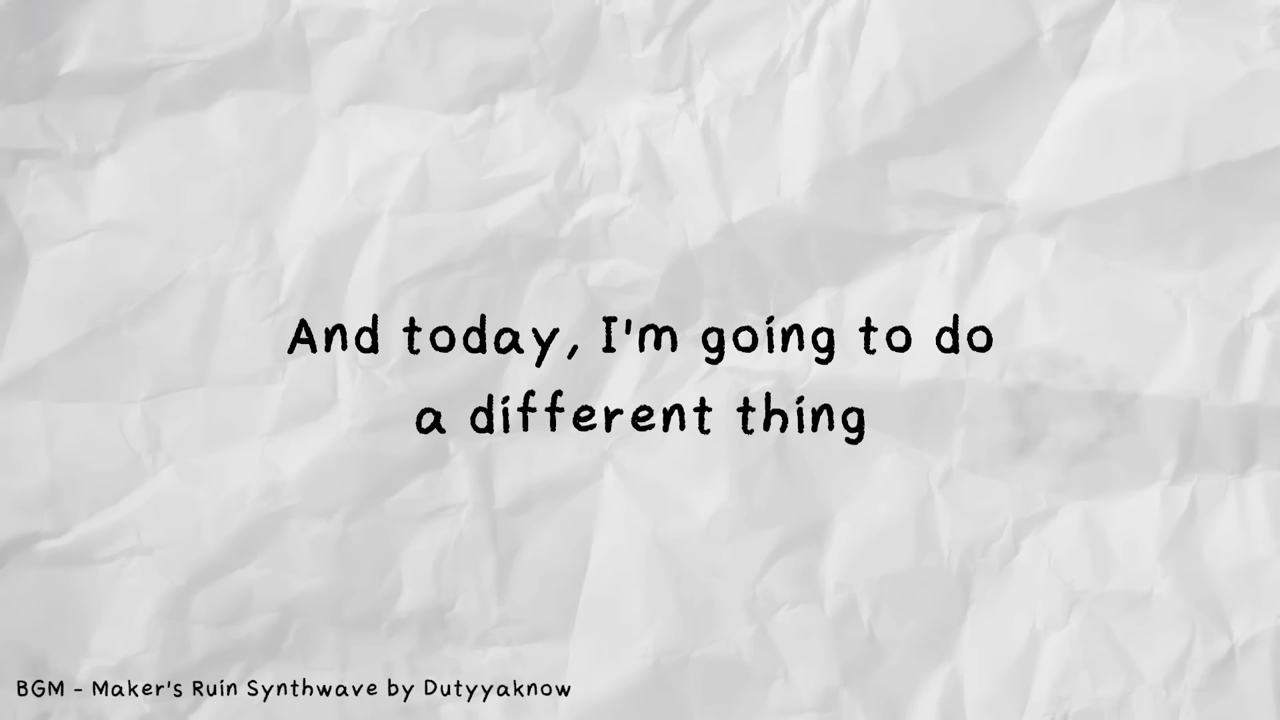 And today, I'm going to do
a different thing
BGM - Maker's Ruin Synthwave by Dutyyaknow